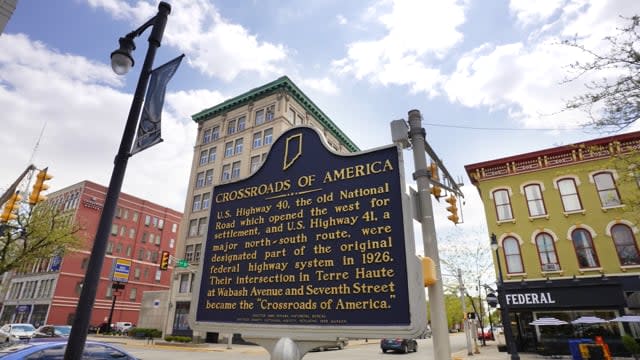 CROSSROADS OF AMERICA
U.S. Highway 40, the old National
Road which opened the west for
settlement, and U.S. Highway 41, a
major north-south route, were
designated part of the original
federal highway system in 1926.
Their intersection in Terre Haute
at Wabash Avenue and Seventh Street
became the "Crossroads of America."
FEDERAL